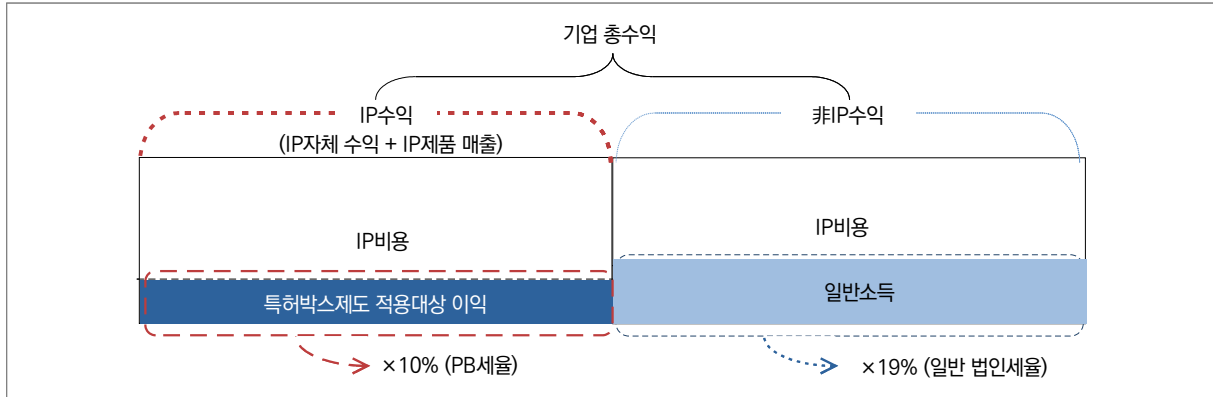 기업 총수익
IP수익
(IP자체 수익 + IP제품 매출)
非IP수익
IP비용
IP비용
특허박스제도 적용대상 이익
일반소득
×10% (PB세율)
×19% (일반 법인세율)